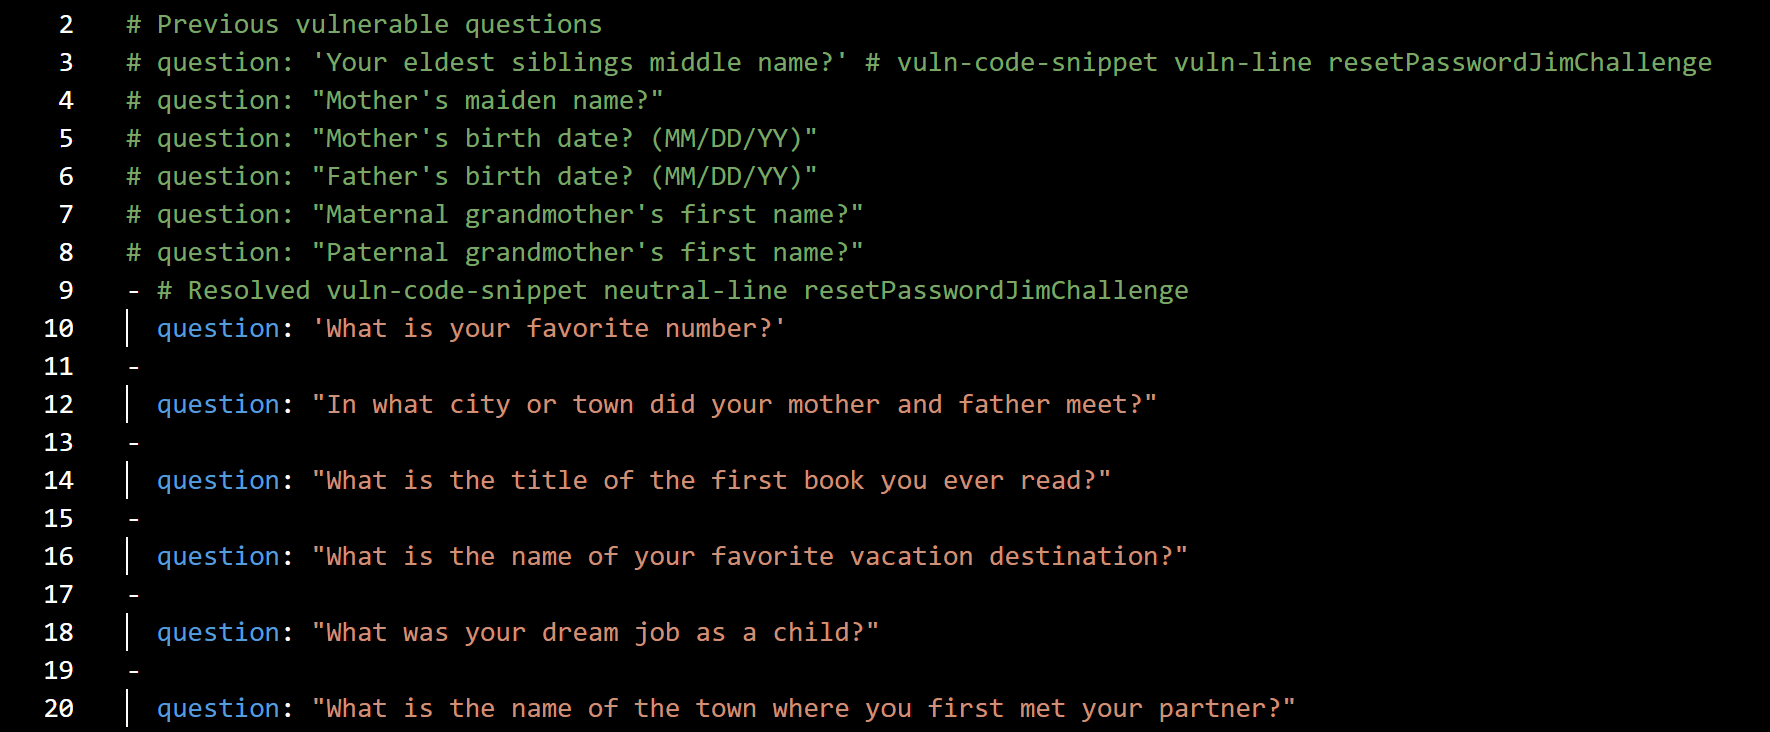 2 # Previous vulnerable questions
3 # question: 'Your eldest siblings middle name?' # vuln-code-snippet vuln-line resetPasswordJimChallenge
4 # question: "Mother's maiden name?"
5 # question: "Mother's birth date? (MM/DD/YY)"
6 # question: "Father's birth date? (MM/DD/YY)"
7 # question: "Maternal grandmother's first name?"
8 # question: "Paternal grandmother's first name?"
9 - # Resolved vuln-code-snippet neutral-line resetPasswordJimChallenge
10 question: 'What is your favorite number?'
11 -
12 question: "In what city or town did your mother and father meet?"
13 -
14 question: "What is the title of the first book you ever read?"
15 -
16 question: "What is the name of your favorite vacation destination?"
17 -
18 question: "What was your dream job as a child?"
19 -
20 question: "What is the name of the town where you first met your partner?"